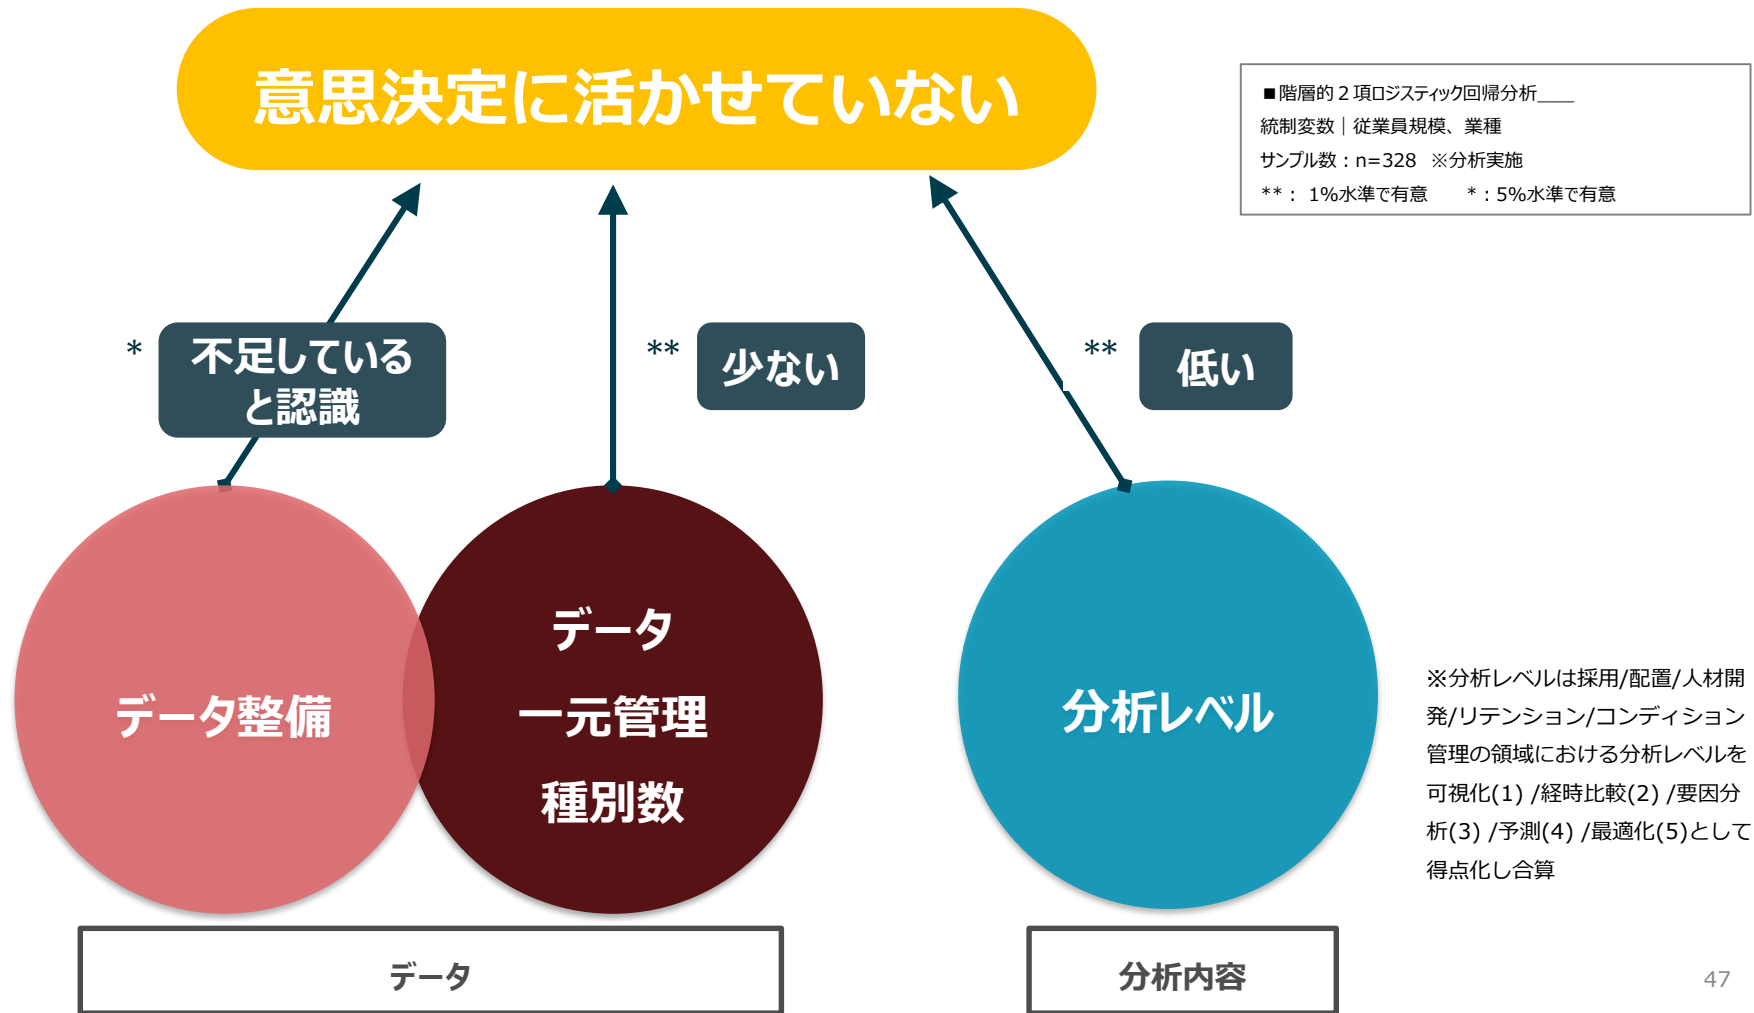 意思決定に活かせていない
■階層的２項ロジスティック回帰分析____
統制変数｜従業員規模、業種
サンプル数：n=328 ※分析実施
**： 1%水準で有意 *：5%水準で有意
*
不足している
と認識
**
少ない
**
低い
データ整備
データ
一元管理
種別数
分析レベル
※分析レベルは採用/配置/人材開
発/リテンション/コンディション
管理の領域における分析レベルを
可視化(1) /経時比較(2) /要因分
析(3) /予測(4) /最適化(5)として
得点化し合算
データ
分析内容
47